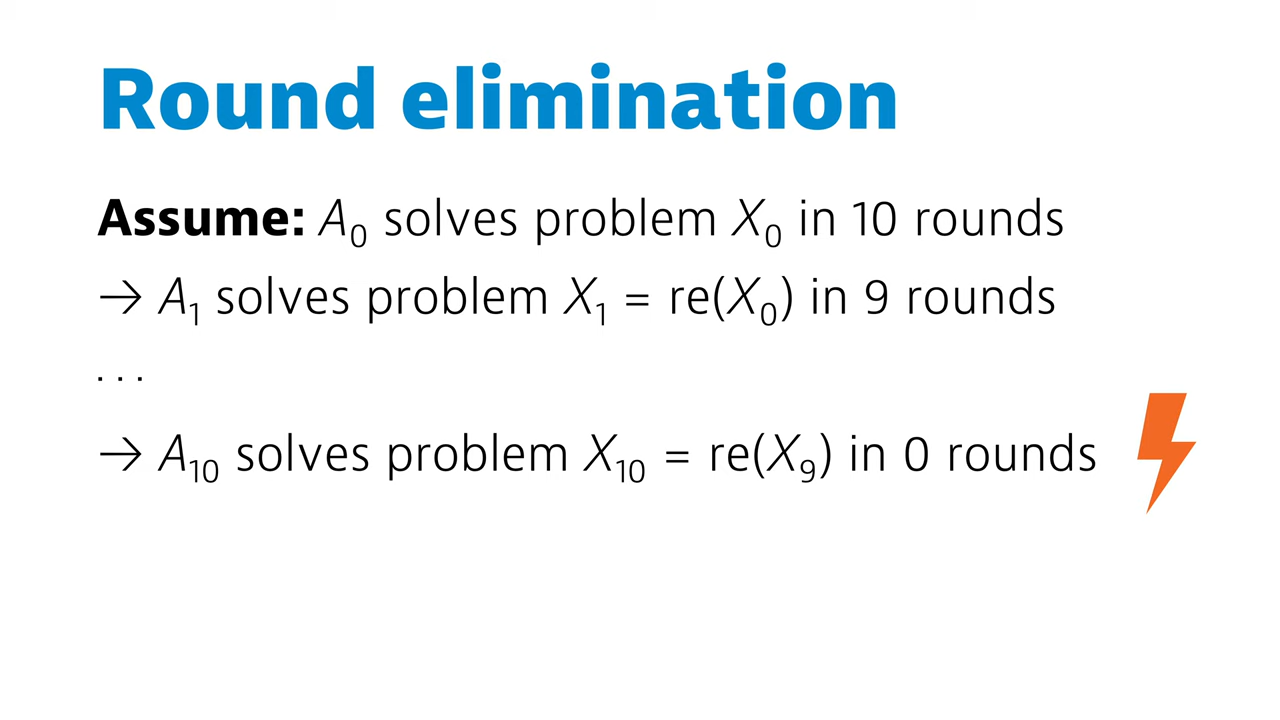 Round elimination
Assume: A₀ solves problem X₀ in 10 rounds
→ A₁ solves problem X₁ = re(X₀) in 9 rounds
...
→ A₁₀ solves problem X₁₀ = re(X₉) in 0 rounds